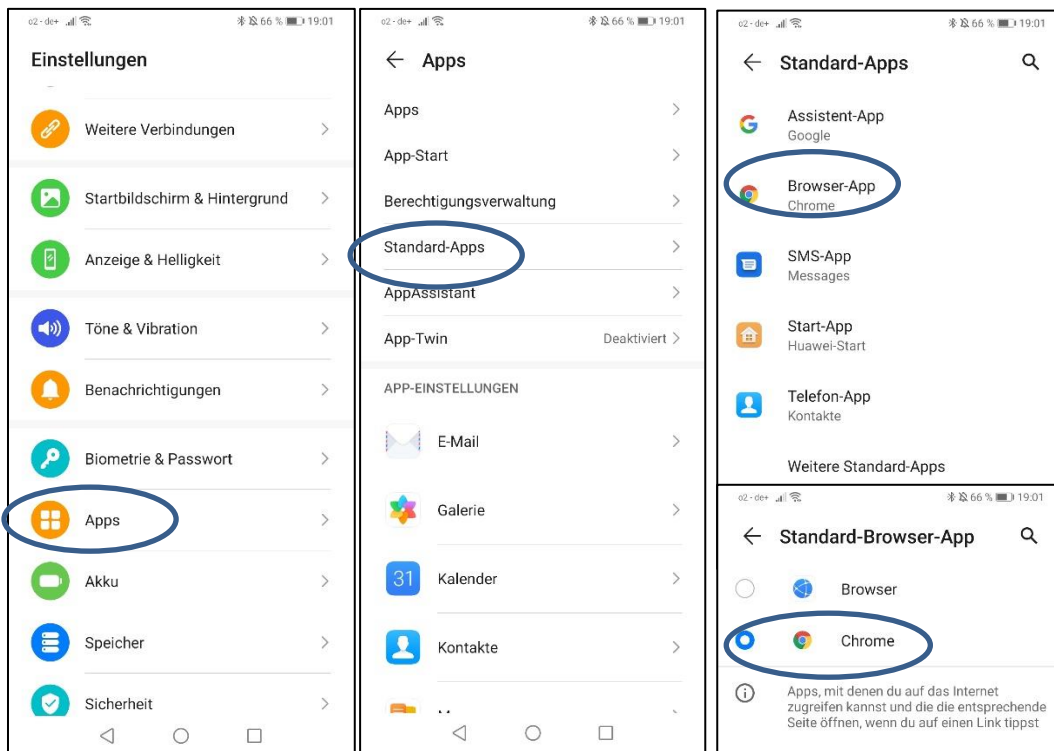 o2 - de+ 66 % 19:01
Einstellungen
Weitere Verbindungen
Startbildschirm & Hintergrund
Anzeige & Helligkeit
Töne & Vibration
Benachrichtigungen
Biometrie & Passwort
Apps
Akku
Speicher
Sicherheit
o2 - de+ 66 % 19:01
Apps
Apps
App-Start
Berechtigungsverwaltung
Standard-Apps
AppAssistant
App-Twin Deaktiviert
APP-EINSTELLUNGEN
E-Mail
Galerie
31 Kalender
Kontakte
o2 - de+ 66 % 19:01
Standard-Apps
Assistent-App
Google
Browser-App
Chrome
SMS-App
Messages
Start-App
Huawei-Start
Telefon-App
Kontakte
Weitere Standard-Apps
o2 - de+ 66 % 19:01
Standard-Browser-App
Browser
Chrome
Apps, mit denen du auf das Internet
zugreifen kannst und die die entsprechende
Seite öffnen, wenn du auf einen Link tippst